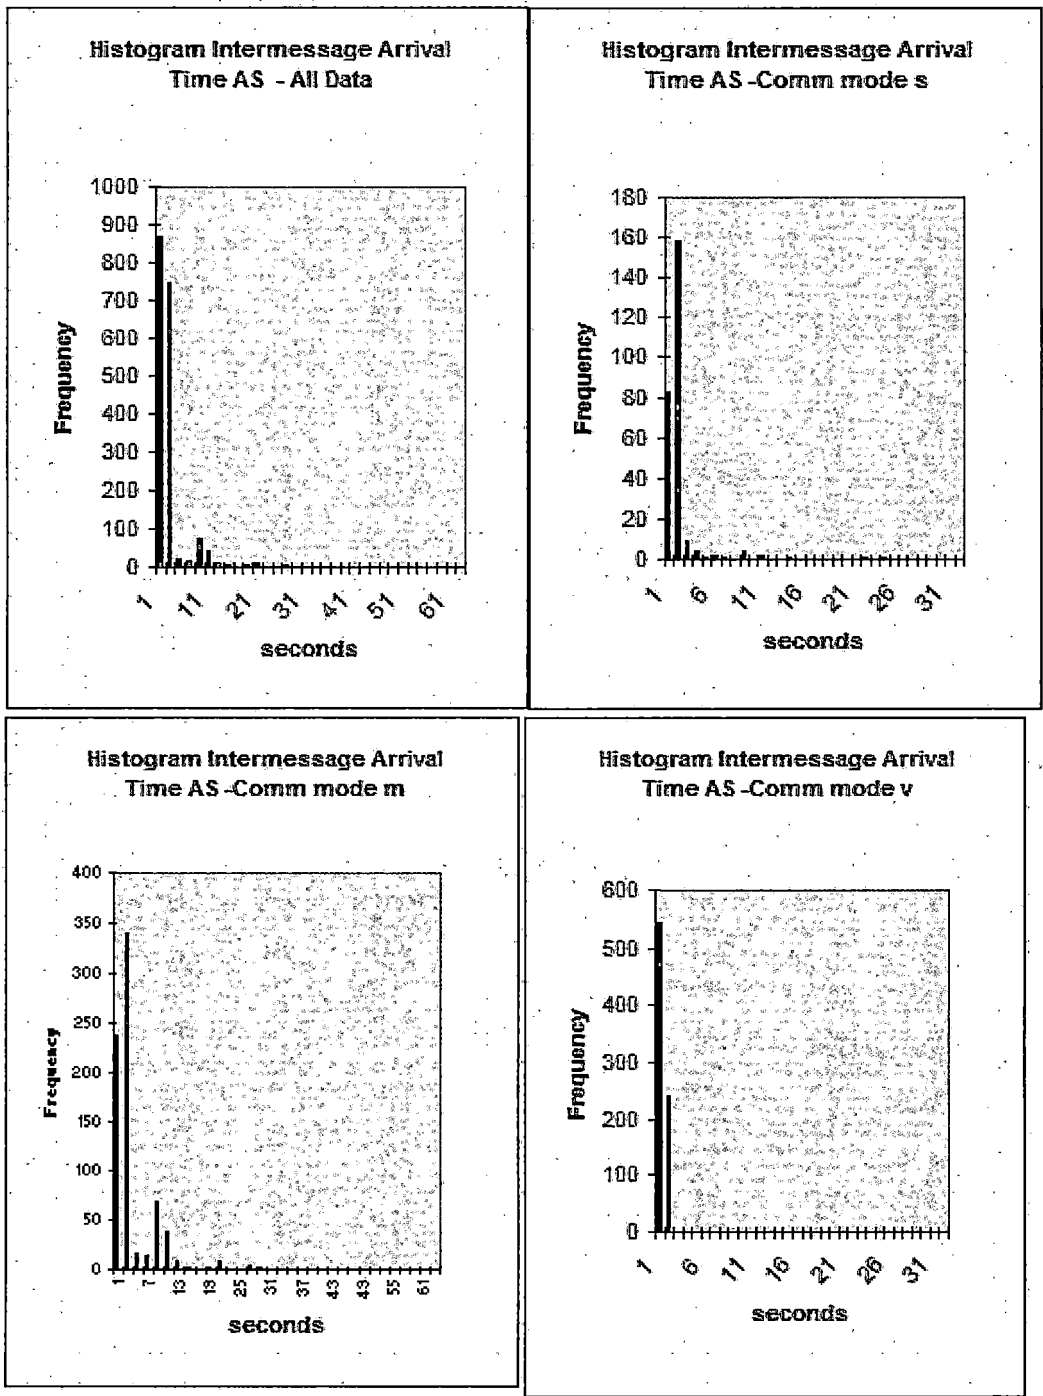 Histogram Intermessage Arrival
Time AS - All Data
1000
900
800
700
600
500
400
300
200
100
0
Frequency
1 11 21 31 41 51 61
seconds
Histogram Intermessage Arrival
Time AS -Comm mode s
180
160
140
120
100
80
60
40
20
0
Frequency
1 6 11 16 21 26 31
seconds
Histogram Intermessage Arrival
Time AS -Comm mode m
400
350
300
250
200
150
100
50
0
Frequency
1 7 13 19 25 31 37 43 49 55 61
seconds
Histogram Intermessage Arrival
Time AS -Comm mode v
600
500
400
300
200
100
0
Frequency
1 6 11 16 21 26 31
seconds